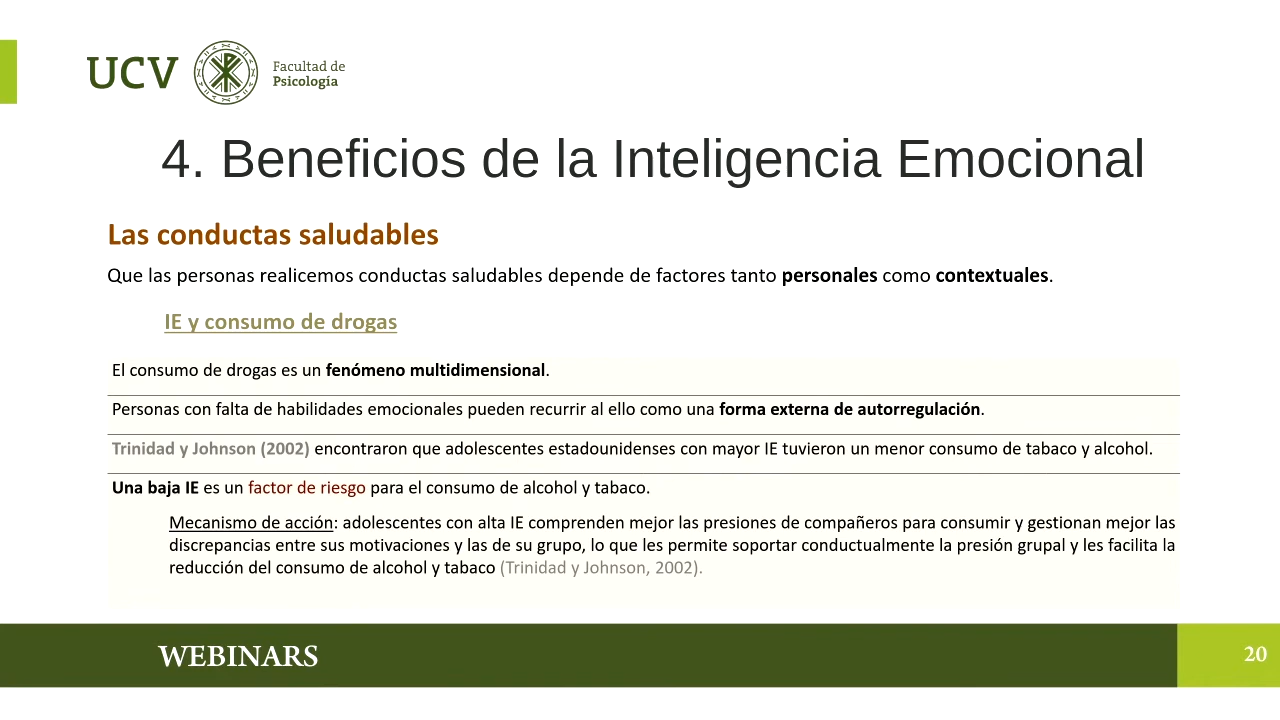 UCV
Facultad de
Psicología
4. Beneficios de la Inteligencia Emocional
Las conductas saludables
Que las personas realicemos conductas saludables depende de factores tanto personales como contextuales.
IE y consumo de drogas
El consumo de drogas es un fenómeno multidimensional.
Personas con falta de habilidades emocionales pueden recurrir al ello como una forma externa de autorregulación.
Trinidad y Johnson (2002) encontraron que adolescentes estadounidenses con mayor IE tuvieron un menor consumo de tabaco y alcohol.
Una baja IE es un factor de riesgo para el consumo de alcohol y tabaco.
Mecanismo de acción: adolescentes con alta IE comprenden mejor las presiones de compañeros para consumir y gestionan mejor las
discrepancias entre sus motivaciones y las de su grupo, lo que les permite soportar conductualmente la presión grupal y les facilita la
reducción del consumo de alcohol y tabaco (Trinidad y Johnson, 2002).
WEBINARS
20